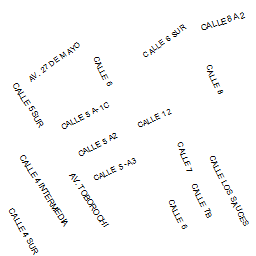 CALLE 8 A 2
CALLE 6 SUR
AV. 27 DE MAYO
CALLE 6
CALLE 8
CALLE 5 SUR
CALLE 5 A-1C
CALLE 12
CALLE 5 A2
CALLE 5-A3
CALLE 7
CALLE 4 INTERMEDIA
AV. TOBOROCHI
CALLE LOS SAUCES
CALLE 7B
CALLE 6
CALLE 4 SUR